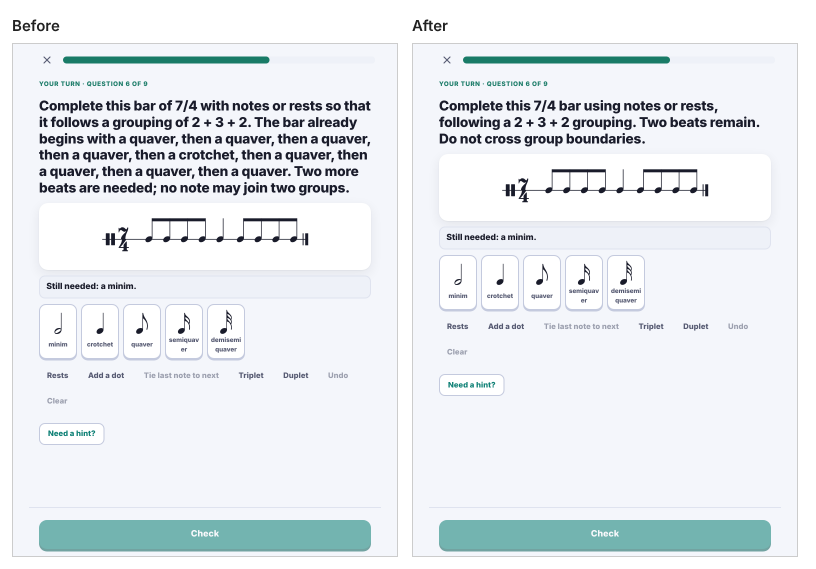 Before
YOUR TURN · QUESTION 6 OF 9
Complete this bar of 7/4 with notes or rests so that
it follows a grouping of 2 + 3 + 2. The bar already
begins with a quaver, then a quaver, then a quaver,
then a quaver, then a crotchet, then a quaver, then
a quaver, then a quaver, then a quaver. Two more
beats are needed; no note may join two groups.
7
4
Still needed: a minim.
minim
crotchet
quaver
semiquav
er
demisemi
quaver
Rests
Add a dot
Tie last note to next
Triplet
Duplet
Undo
Clear
Need a hint?
Check
After
YOUR TURN · QUESTION 6 OF 9
Complete this 7/4 bar using notes or rests,
following a 2 + 3 + 2 grouping. Two beats remain.
Do not cross group boundaries.
7
4
Still needed: a minim.
minim
crotchet
quaver
semiquav
er
demisemi
quaver
Rests
Add a dot
Tie last note to next
Triplet
Duplet
Undo
Clear
Need a hint?
Check